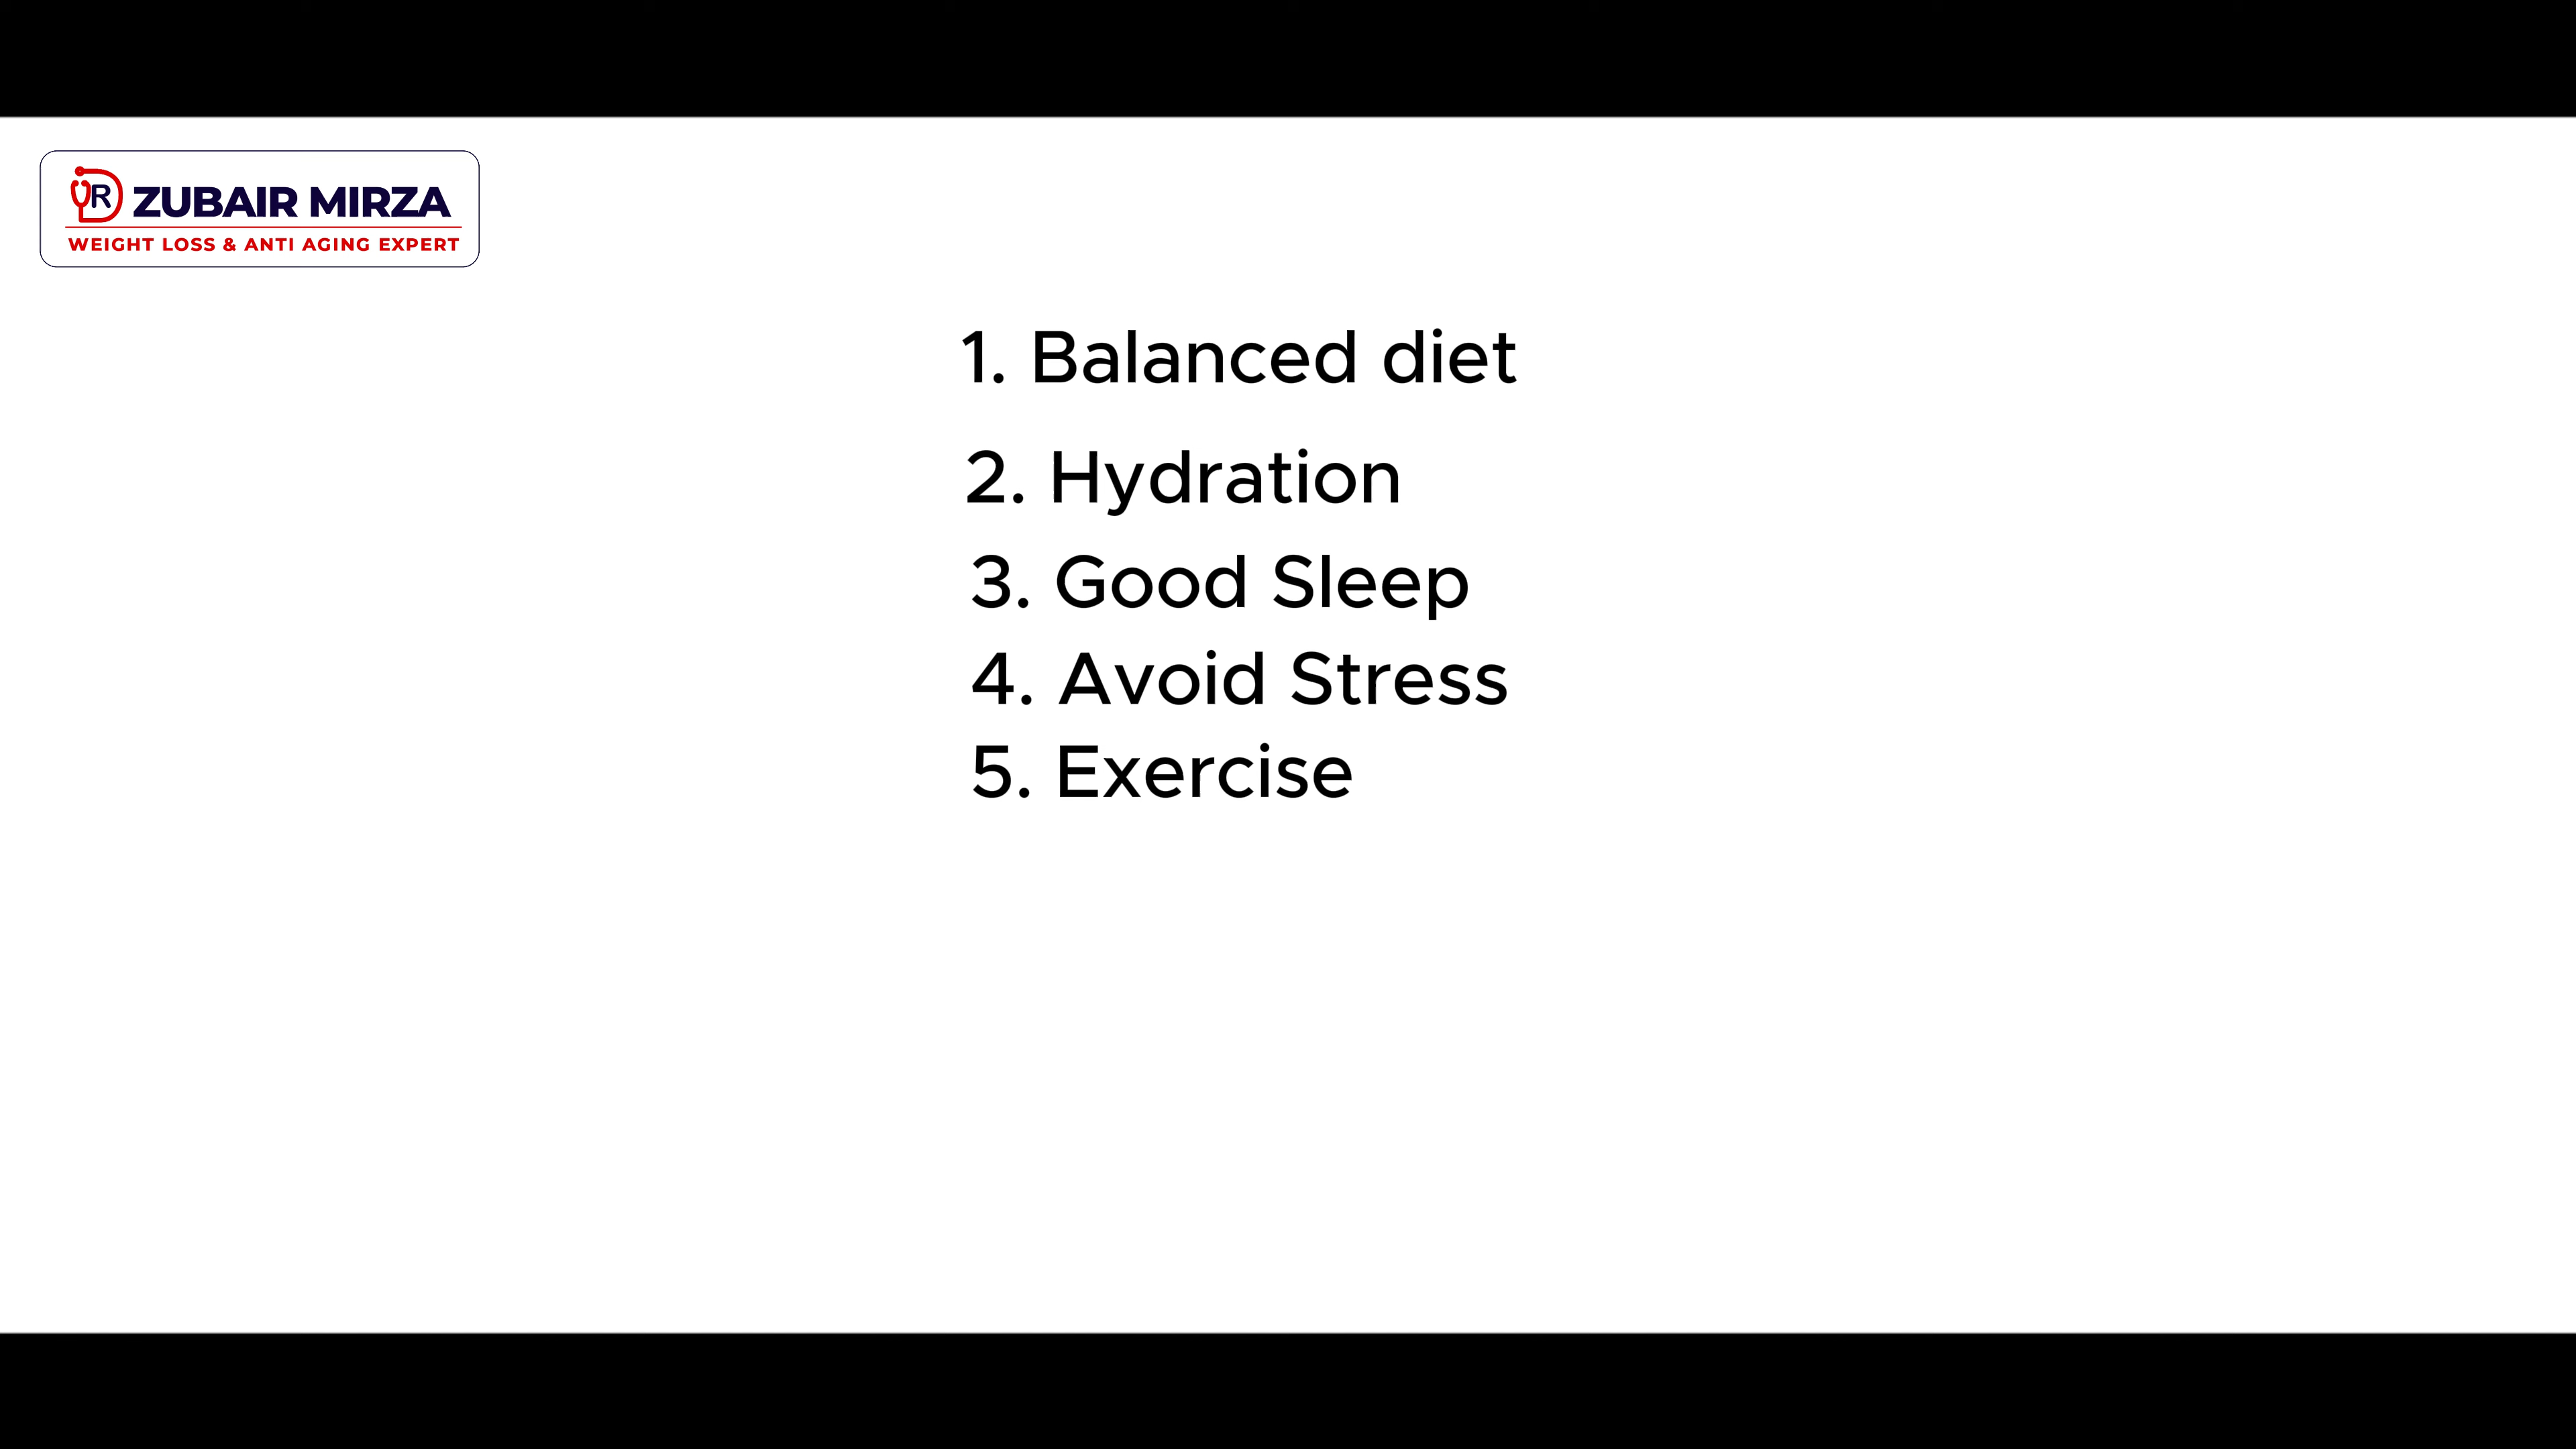 DR ZUBAIR MIRZA
WEIGHT LOSS & ANTI AGING EXPERT
1. Balanced diet
2. Hydration
3. Good Sleep
4. Avoid Stress
5. Exercise